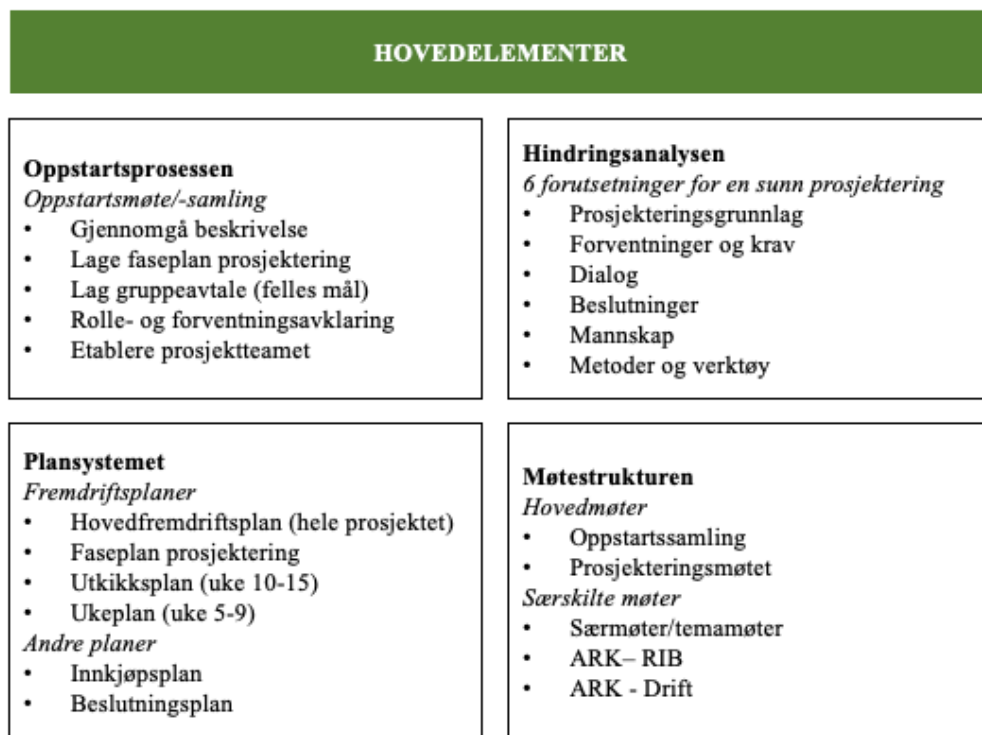 HOVEDELEMENTER
Oppstartsprosessen
Oppstartsmøte/-samling
• Gjennomgå beskrivelse
• Lage faseplan prosjektering
• Lag gruppeavtale (felles mål)
• Rolle- og forventningsavklaring
• Etablere prosjektteamet
Hindringsanalysen
6 forutsetninger for en sunn prosjektering
• Prosjekteringsgrunnlag
• Forventninger og krav
• Dialog
• Beslutninger
• Mannskap
• Metoder og verktøy
Plansystemet
Fremdriftsplaner
• Hovedfremdriftsplan (hele prosjektet)
• Faseplan prosjektering
• Utkikksplan (uke 10-15)
• Ukeplan (uke 5-9)
Andre planer
• Innkjøpsplan
• Beslutningsplan
Møtestrukturen
Hovedmøter
• Oppstartssamling
• Prosjekteringsmøtet
Særskilte møter
• Særmøter/temamøter
• ARK– RIB
• ARK - Drift